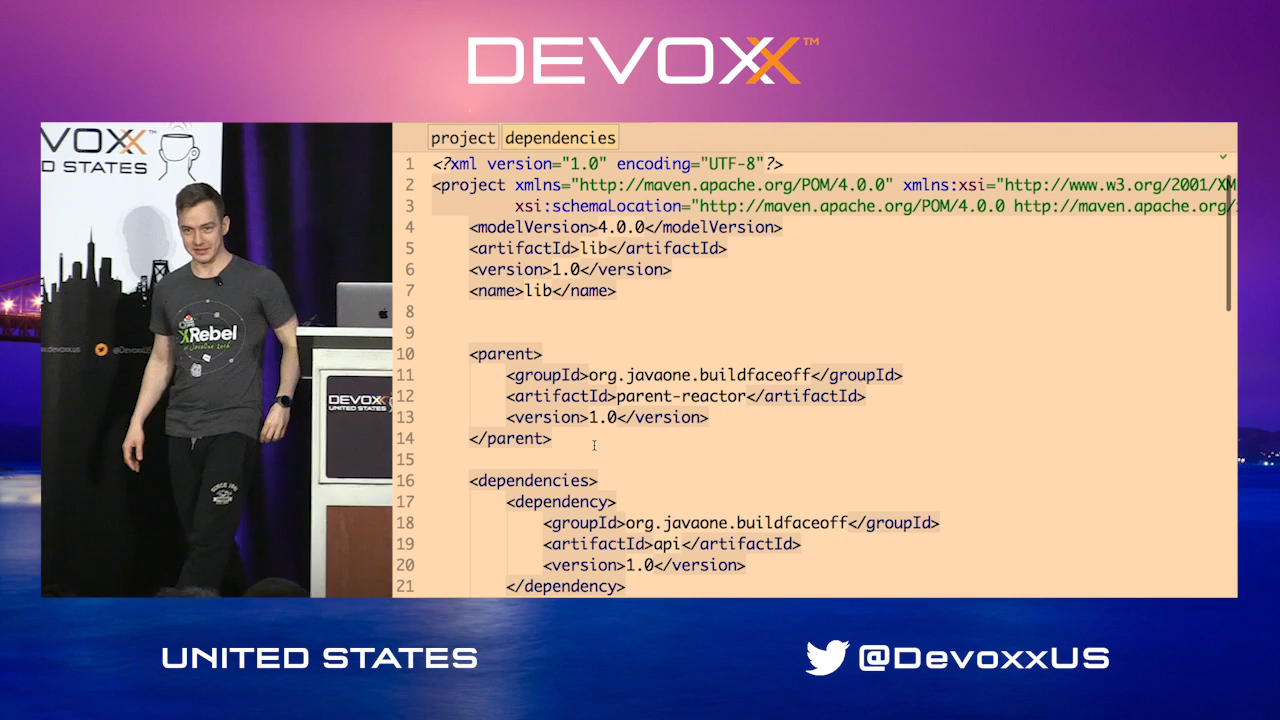 DEVOXX™
VOXX™
D STATES
XRebel
@DevoxxUS
DEVOXX
UNITED STATES
project dependencies
1 <?xml version="1.0" encoding="UTF-8"?>
2 <project xmlns="http://maven.apache.org/POM/4.0.0" xmlns:xsi="http://www.w3.org/2001/XM
3 xsi:schemaLocation="http://maven.apache.org/POM/4.0.0 http://maven.apache.org/
4 <modelVersion>4.0.0</modelVersion>
5 <artifactId>lib</artifactId>
6 <version>1.0</version>
7 <name>lib</name>
8
9
10 <parent>
11 <groupId>org.javaone.buildfaceoff</groupId>
12 <artifactId>parent-reactor</artifactId>
13 <version>1.0</version>
14 </parent>
15
16 <dependencies>
17 <dependency>
18 <groupId>org.javaone.buildfaceoff</groupId>
19 <artifactId>api</artifactId>
20 <version>1.0</version>
21 </dependency>
UNITED STATES
@DevoxxUS